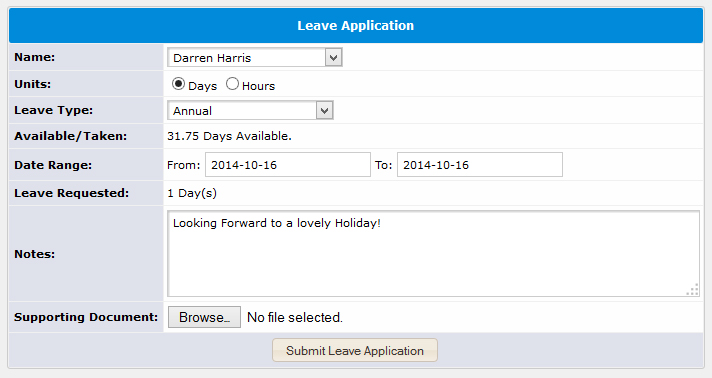 Leave Application
Name: Darren Harris
Units: Days Hours
Leave Type: Annual
Available/Taken: 31.75 Days Available.
Date Range: From: 2014-10-16 To: 2014-10-16
Leave Requested: 1 Day(s)
Notes: Looking Forward to a lovely Holiday!
Supporting Document: Browse... No file selected.
Submit Leave Application